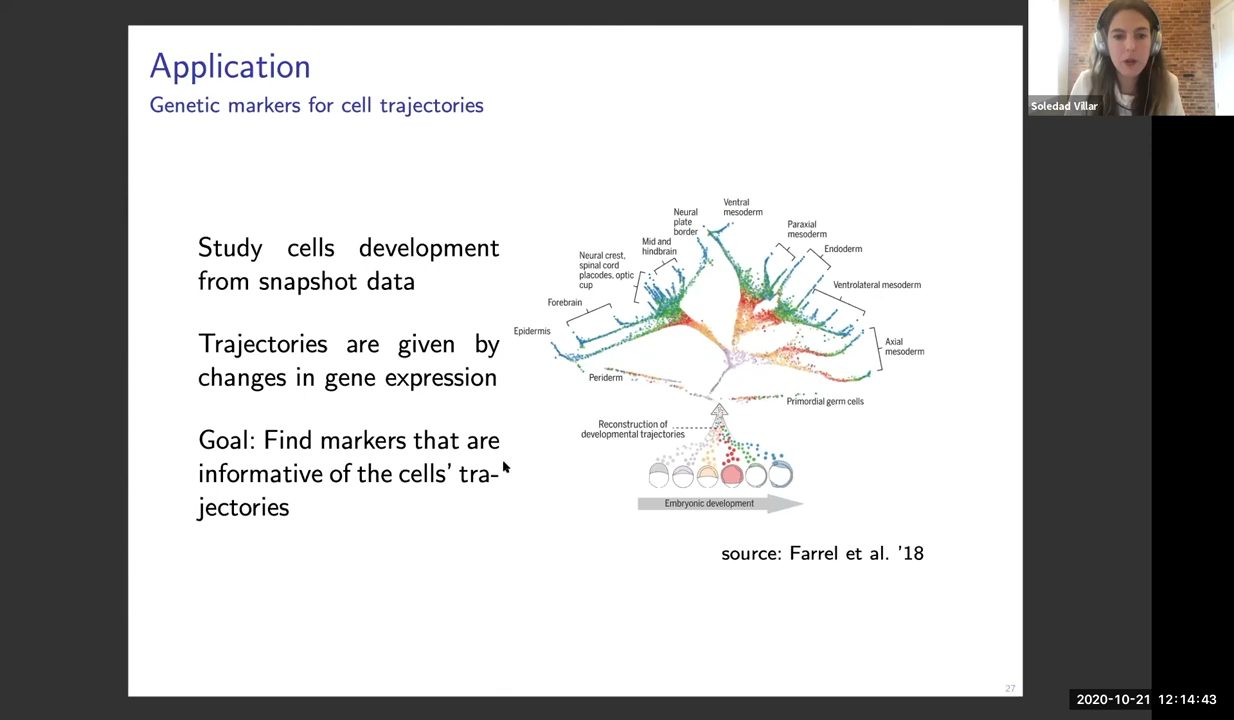 Application
Genetic markers for cell trajectories
Study cells development
from snapshot data
Trajectories are given by
changes in gene expression
Goal: Find markers that are
informative of the cells' tra-
jectories
Ventral
mesoderm
Neural
plate
border
Paraxial
mesoderm
Mid and
hindbrain
Endoderm
Neural crest,
spinal cord
placodes, optic
cup
Ventrolateral mesoderm
Forebrain
Epidermis
Axial
mesoderm
Periderm
Primordial germ cells
Reconstruction of
developmental trajectories
Embryonic development
source: Farrel et al. '18
27
Soledad Villar
2020-10-21 12:14:43